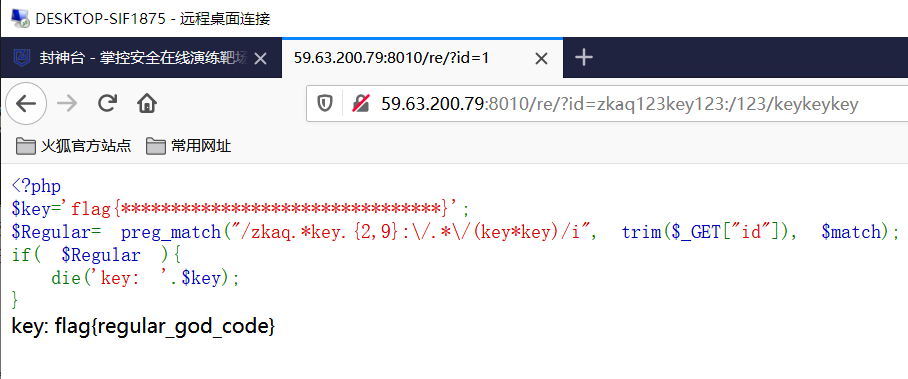 DESKTOP-SIF1875 - 远程桌面连接
封神台 - 掌控安全在线演练靶场
59.63.200.79:8010/re/?id=1
59.63.200.79:8010/re/?id=zkaq123key123:/123/keykeykey
火狐官方站点 常用网址
<?php
$key='flag{********************************}';
$Regular= preg_match("/zkaq.*key.{2,9}:\/.*\/(key*key)/i", trim($_GET["id"]), $match);
if( $Regular ){
    die('key: '.$key);
}
key: flag{regular_god_code}